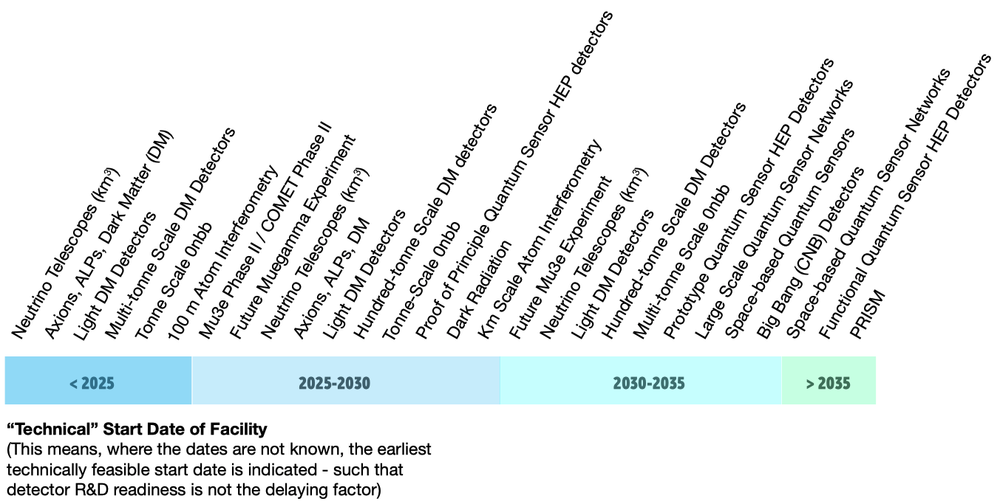 Neutrino Telescopes (km³)
Axions, ALPs, Dark Matter (DM)
Light DM Detectors
Multi-tonne Scale DM Detectors
Tonne Scale 0nbb
100 m Atom Interferometry
Mu3e Phase II / COMET Phase II
Future Muegamma Experiment
Neutrino Telescopes (km³)
Axions, ALPs, DM
Light DM Detectors
Hundred-tonne Scale DM detectors
Tonne-Scale 0nbb
Proof of Principle Quantum Sensor HEP detectors
Dark Radiation
Km Scale Atom Interferometry
Future Mu3e Experiment
Neutrino Telescopes (km³)
Light DM Detectors
Hundred-tonne Scale DM Detectors
Multi-tonne Scale 0nbb
Prototype Quantum Sensor HEP Detectors
Large Scale Quantum Sensor Networks
Space-based Quantum Sensors
Big Bang (CNB) Detectors
Space-based Quantum Sensor Networks
Functional Quantum Sensor HEP Detectors
PRISM
< 2025
2025-2030
2030-2035
> 2035
“Technical” Start Date of Facility
(This means, where the dates are not known, the earliest
technically feasible start date is indicated - such that
detector R&D readiness is not the delaying factor)